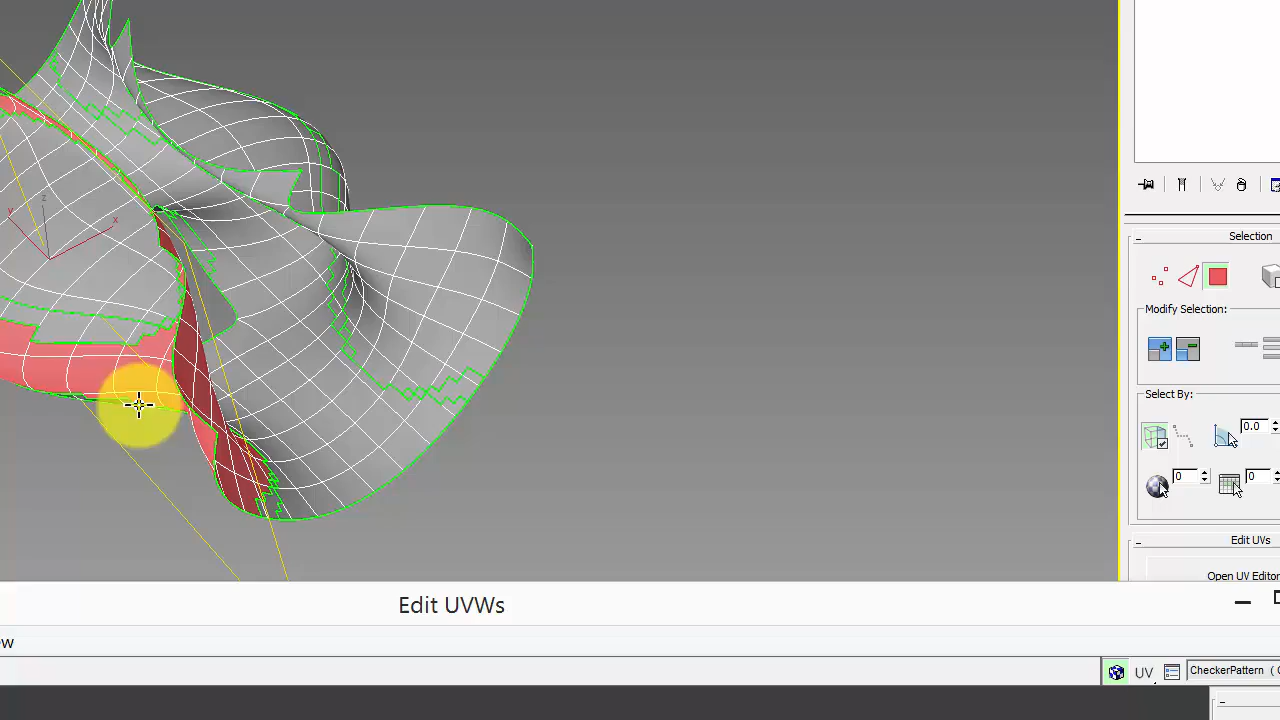 z
y
x
Selection
Modify Selection:
Select By:
0.0
0
0
Edit UVs
Open UV Editor
Edit UVWs
UV
CheckerPattern ( C